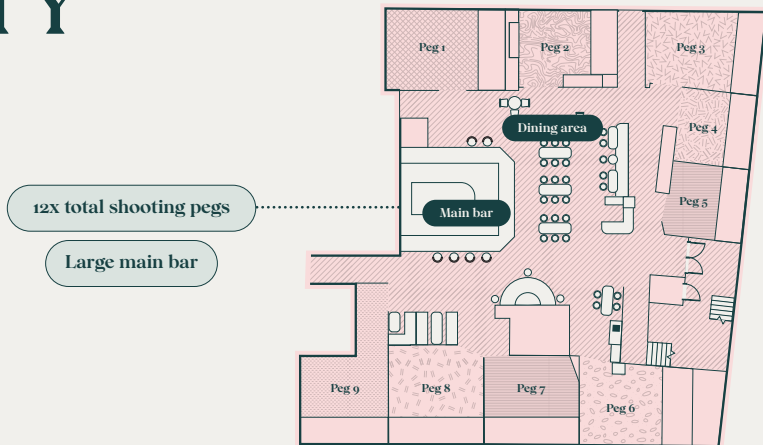 Peg 1
Peg 2
Peg 3
Peg 4
Dining area
Peg 5
12x total shooting pegs
Main bar
Large main bar
Peg 9
Peg 8
Peg 7
Peg 6